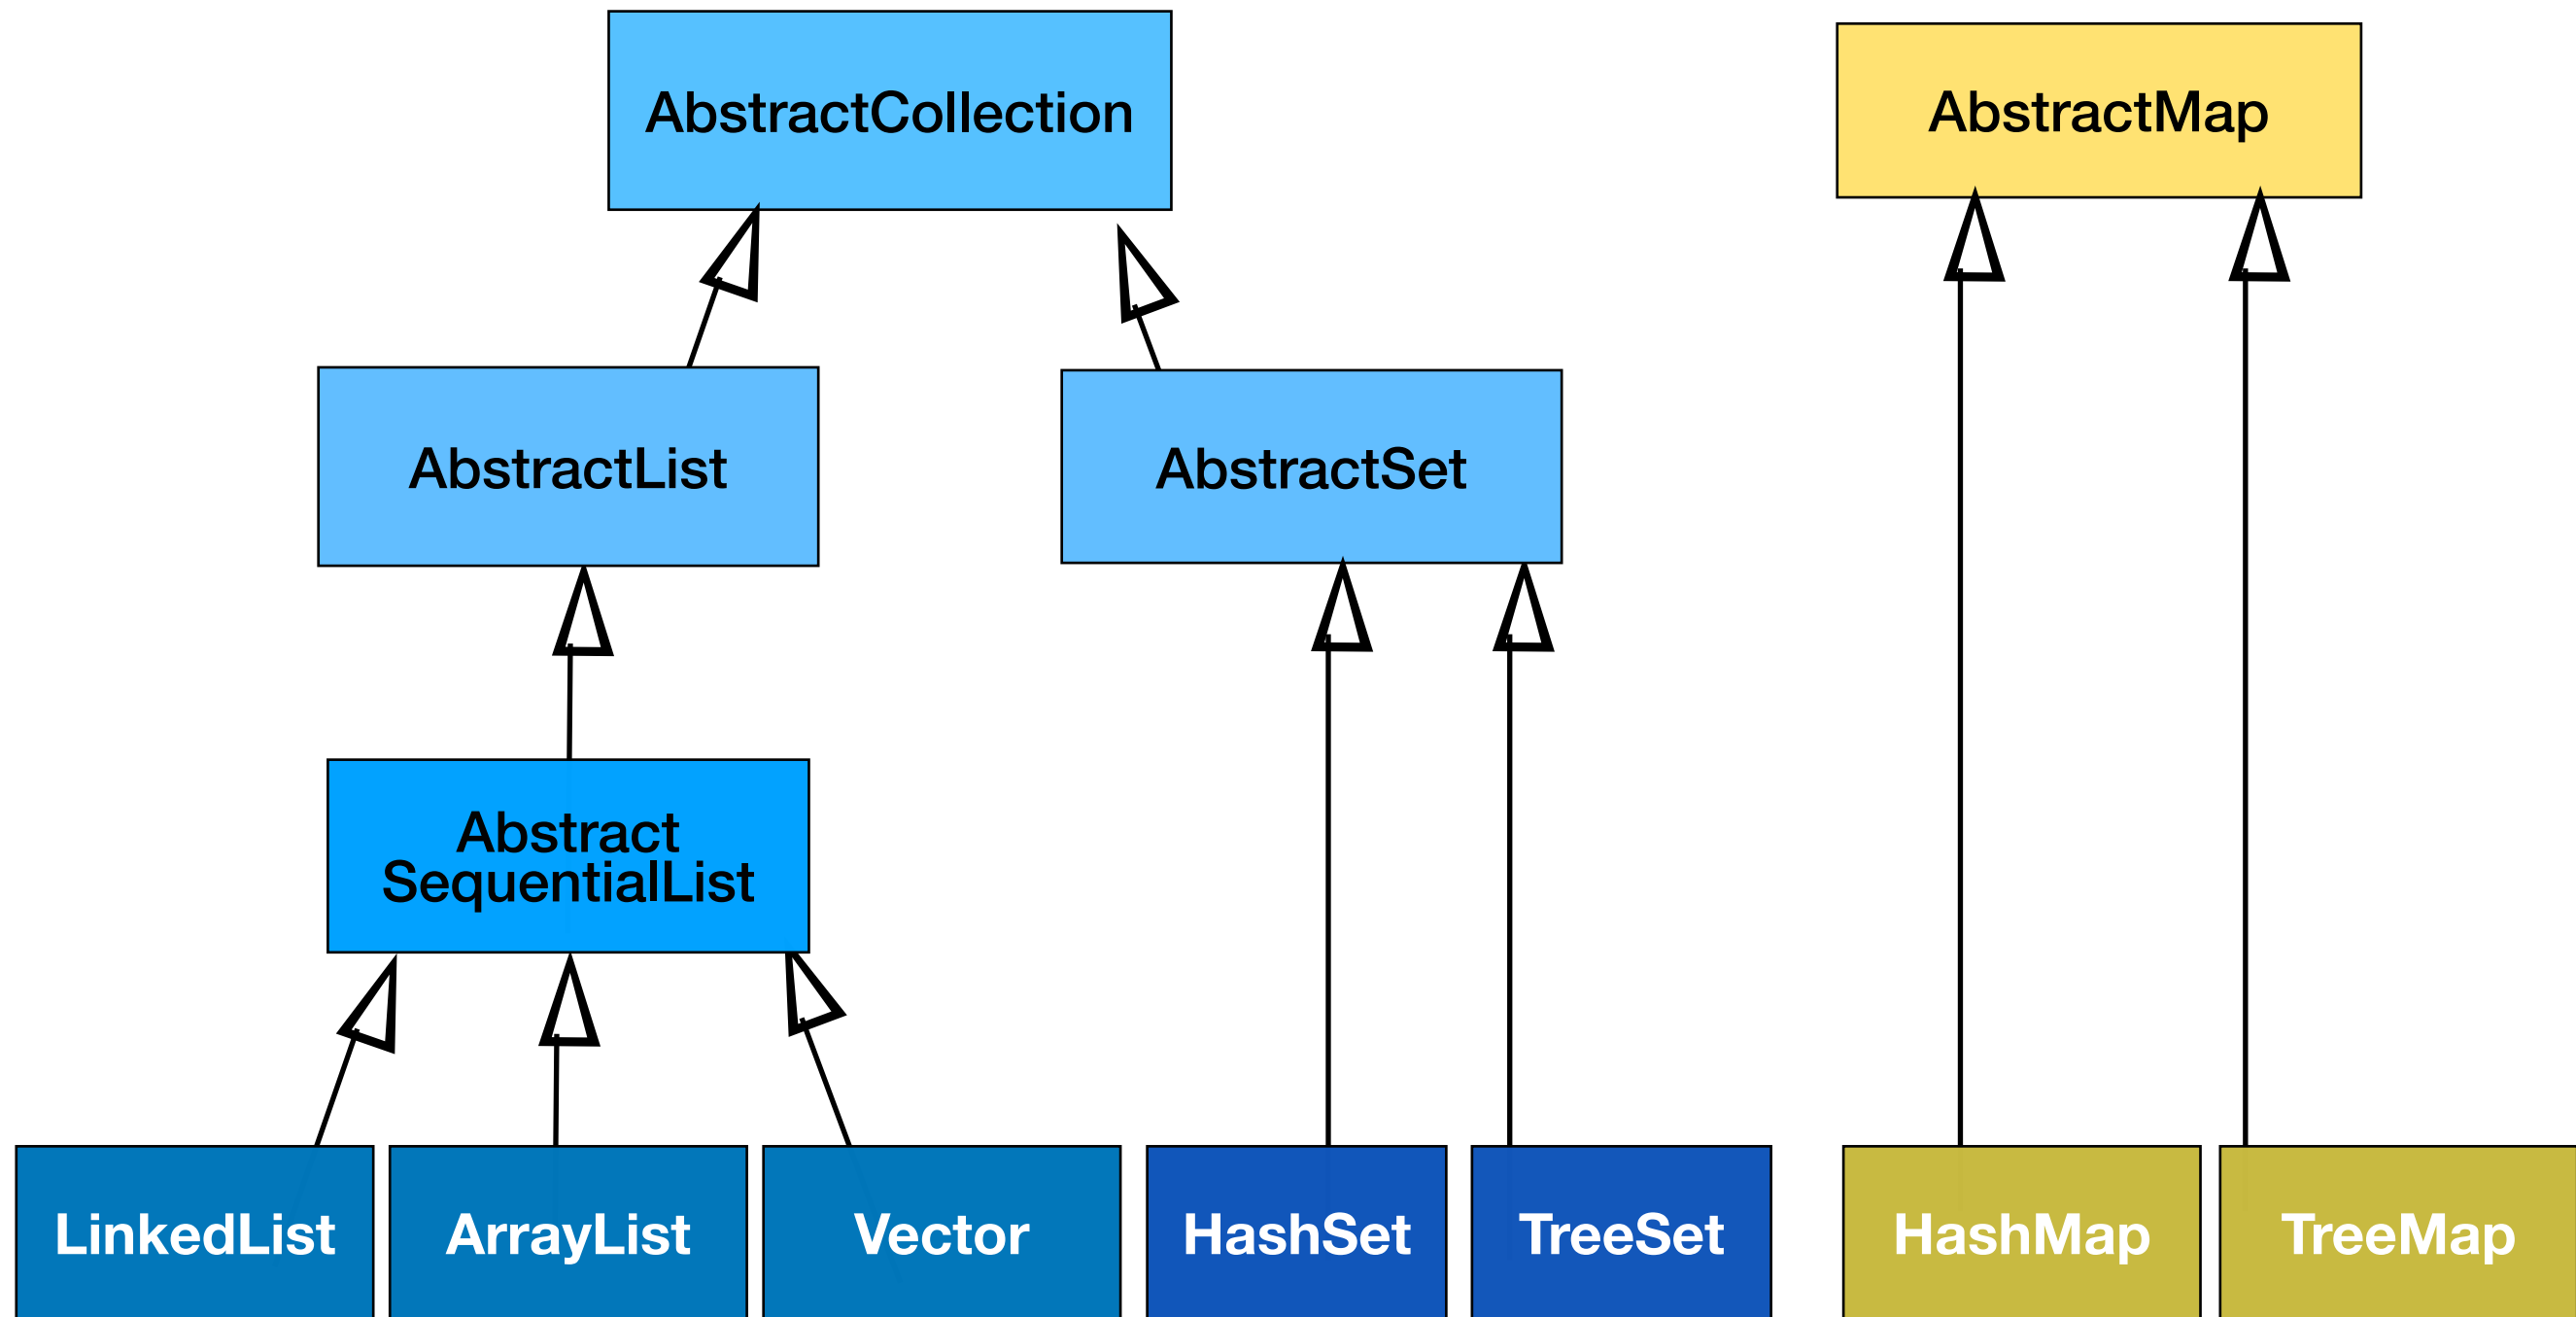 AbstractCollection
AbstractMap
AbstractList
AbstractSet
Abstract
SequentialList
LinkedList
ArrayList
Vector
HashSet
TreeSet
HashMap
TreeMap